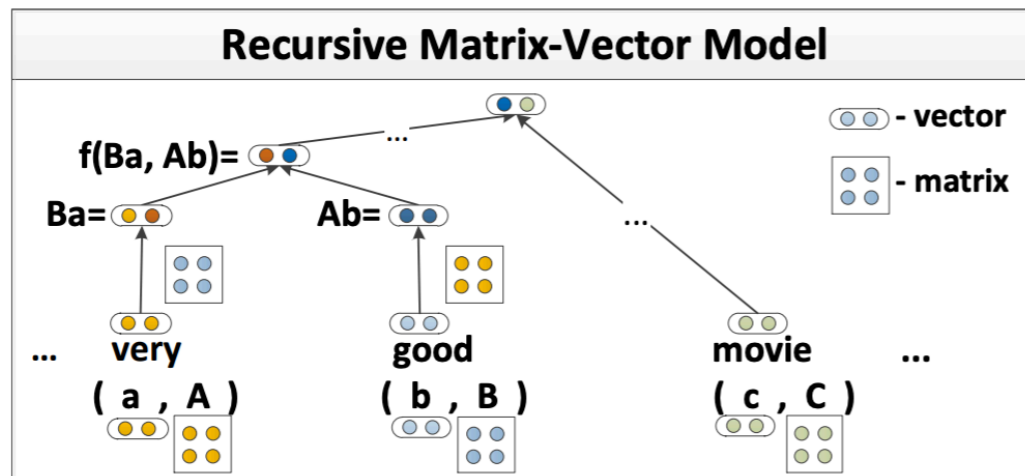 Recursive Matrix-Vector Model
... - vector
f(Ba, Ab)=
- matrix
Ba= Ab= ...
... very good movie ...
( a , A ) ( b , B ) ( c , C )